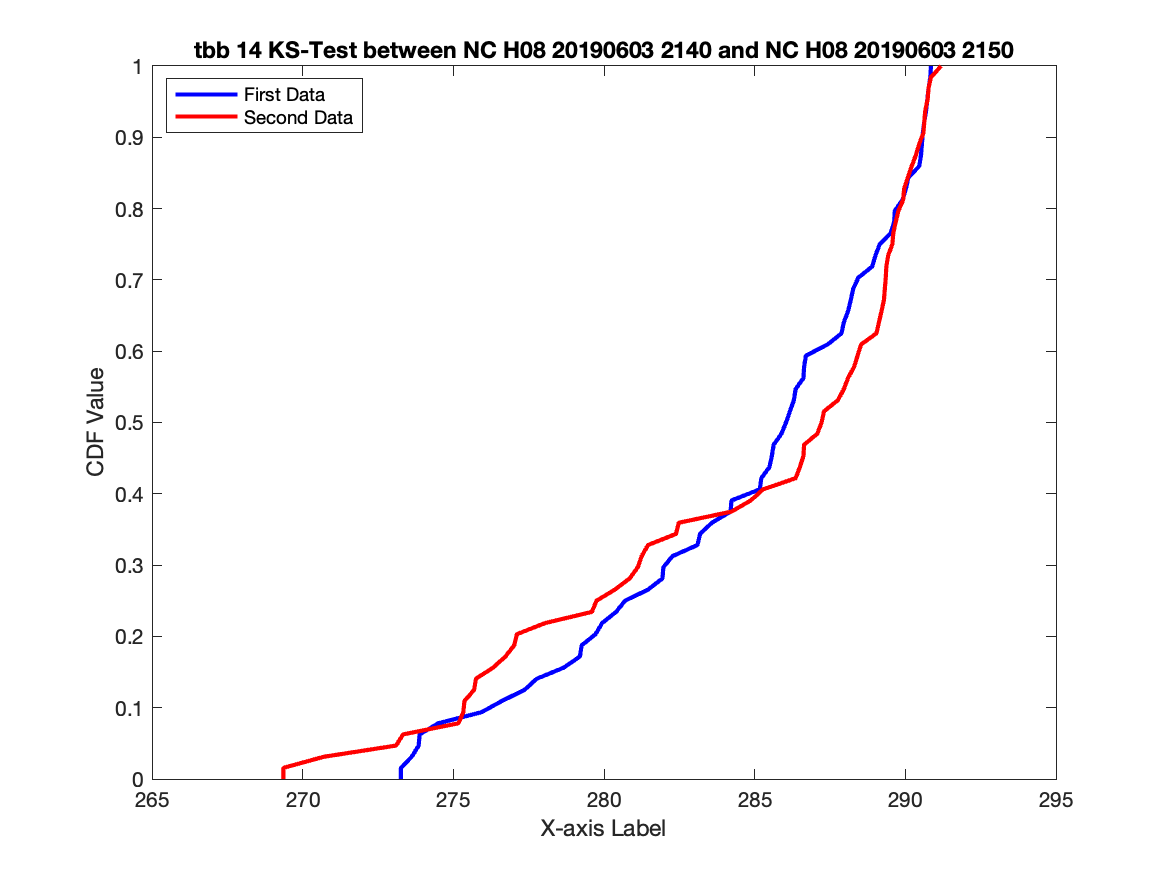 tbb 14 KS-Test between NC H08 20190603 2140 and NC H08 20190603 2150
First Data
Second Data
CDF Value
1
0.9
0.8
0.7
0.6
0.5
0.4
0.3
0.2
0.1
0
265 270 275 280 285 290 295
X-axis Label